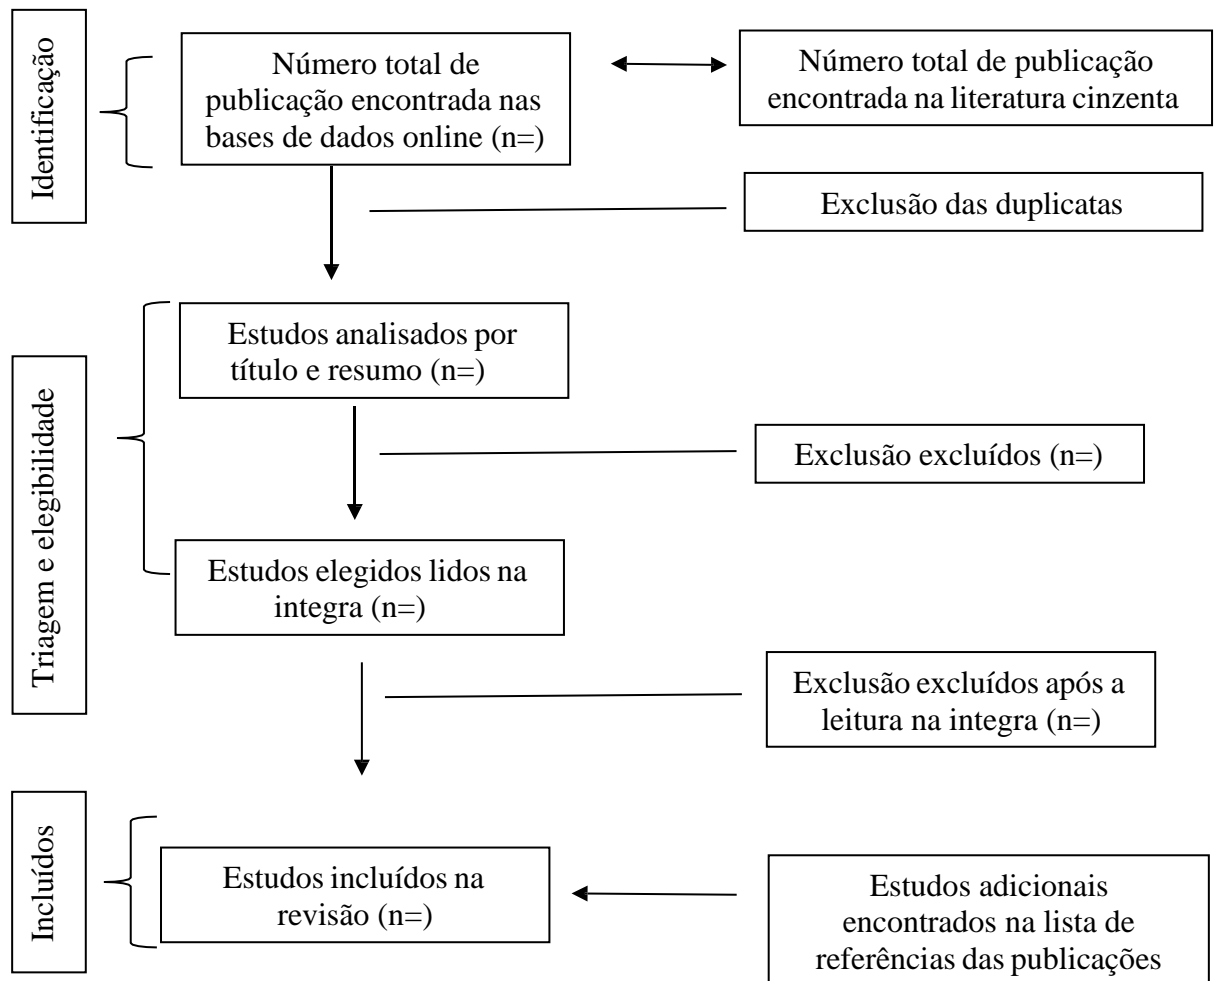 Identificação
Número total de
publicação encontrada nas
bases de dados online (n=)
Número total de publicação
encontrada na literatura cinzenta
Exclusão das duplicatas
Triagem e elegibilidade
Estudos analisados por
título e resumo (n=)
Exclusão excluídos (n=)
Estudos elegidos lidos na
integra (n=)
Exclusão excluídos após a
leitura na integra (n=)
Incluídos
Estudos incluídos na
revisão (n=)
Estudos adicionais
encontrados na lista de
referências das publicações